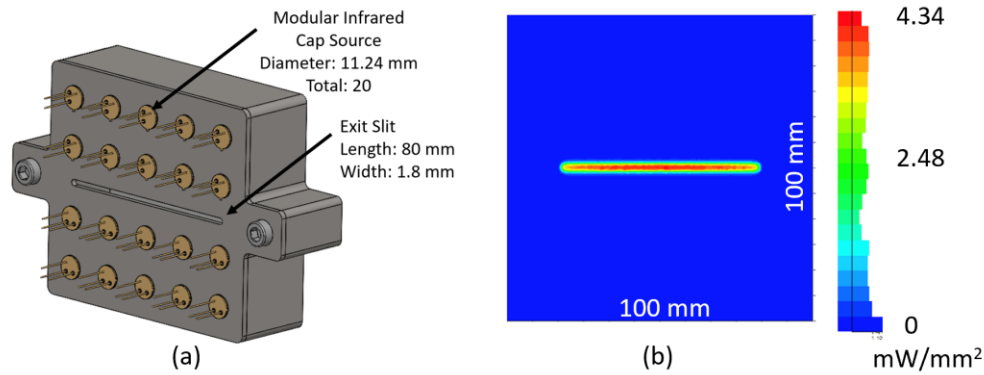 Modular Infrared
Cap Source
Diameter: 11.24 mm
Total: 20
Exit Slit
Length: 80 mm
Width: 1.8 mm
(a)
100 mm
100 mm
(b)
4.34
2.48
0
mW/mm²